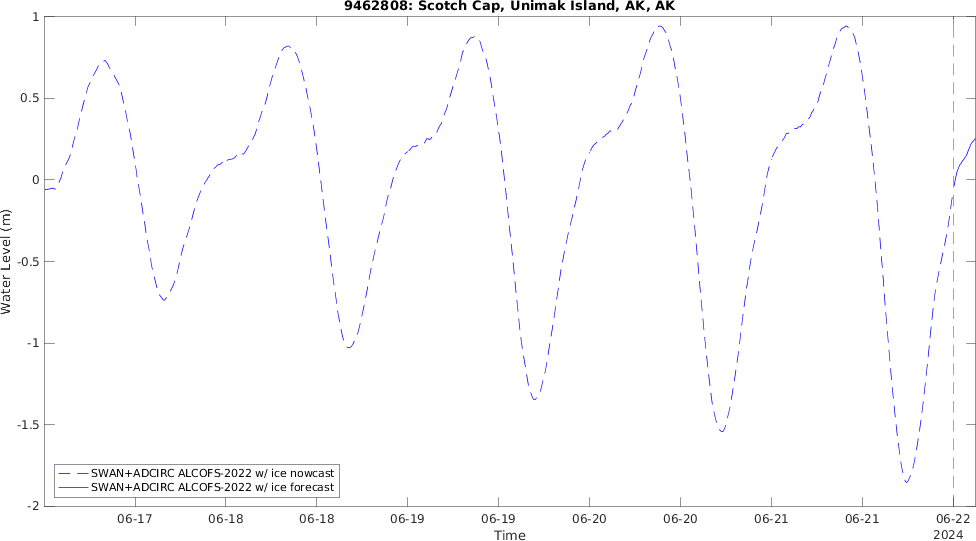 9462808: Scotch Cap, Unimak Island, AK, AK
1
0.5
0
-0.5
-1
-1.5
-2
Water Level (m)
SWAN+ADCIRC ALCOFS-2022 w/ ice nowcast
SWAN+ADCIRC ALCOFS-2022 w/ ice forecast
06-17 06-18 06-18 06-19 06-19 06-20 06-20 06-21 06-21 06-22
2024
Time